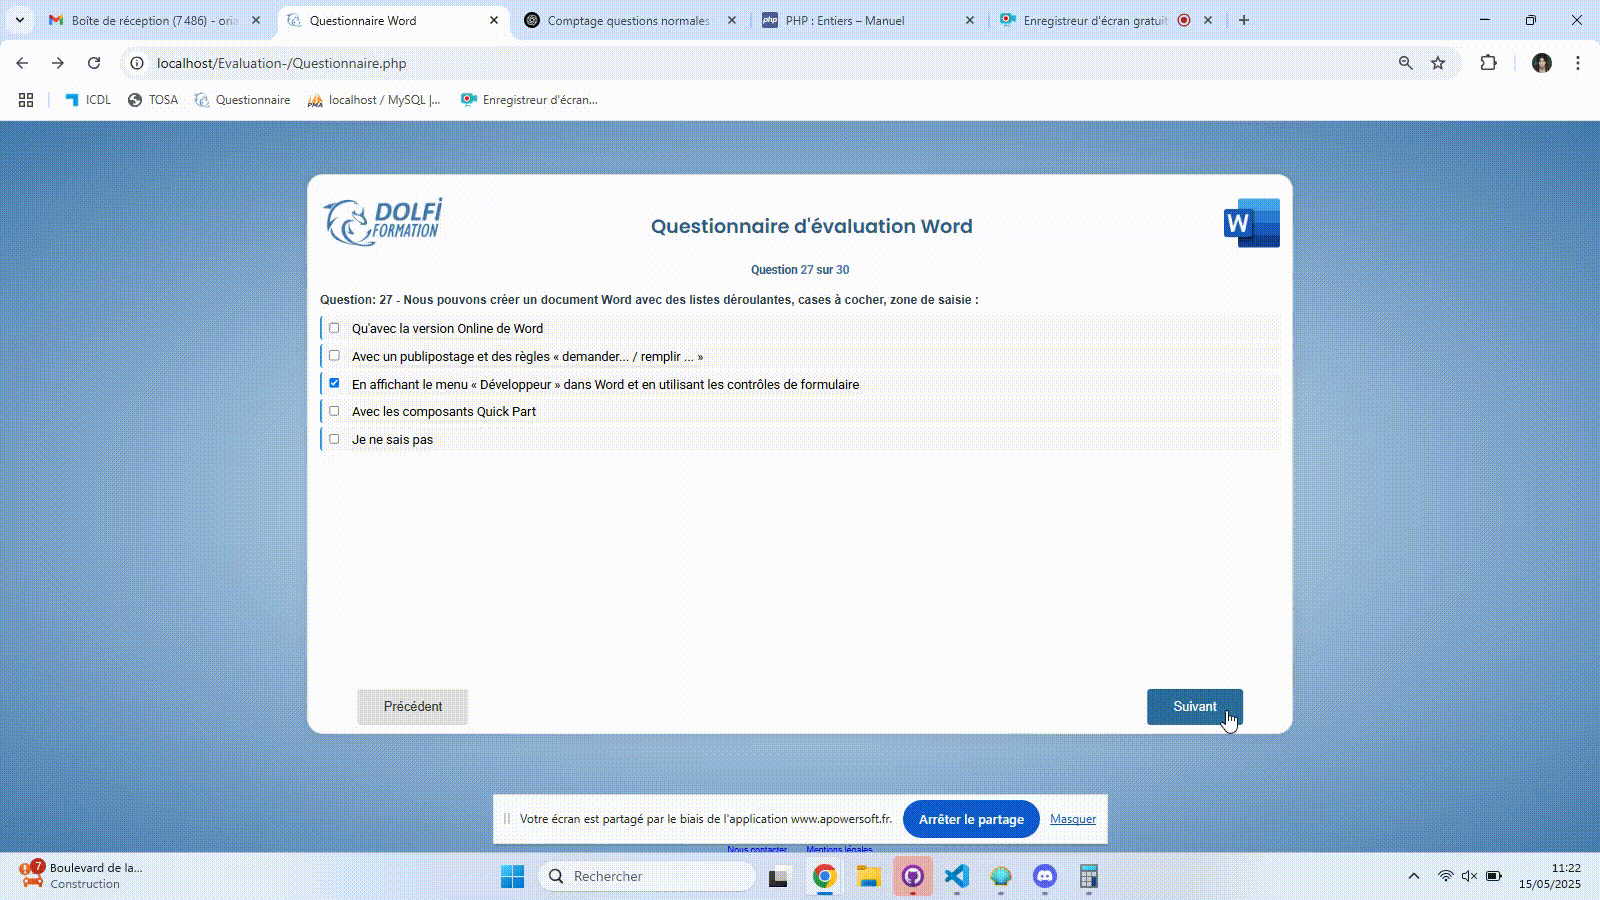 Boîte de réception (7 486) - oria
Questionnaire Word
Comptage questions normales
PHP : Entiers – Manuel
Enregistreur d'écran gratuit
localhost/Evaluation-/Questionnaire.php
ICDL
TOSA
Questionnaire
localhost / MySQL |...
Enregistreur d'écran...
DOLFI
FORMATION
Questionnaire d'évaluation Word
W
Question 27 sur 30
Question: 27 - Nous pouvons créer un document Word avec des listes déroulantes, cases à cocher, zone de saisie :
Qu'avec la version Online de Word
Avec un publipostage et des règles « demander... / remplir ... »
En affichant le menu « Développeur » dans Word et en utilisant les contrôles de formulaire
Avec les composants Quick Part
Je ne sais pas
Précédent
Suivant
Votre écran est partagé par le biais de l'application www.apowersoft.fr.
Arrêter le partage
Masquer
Nous contacter
Mentions légales
7
Boulevard de la...
Construction
Rechercher
11:22
15/05/2025